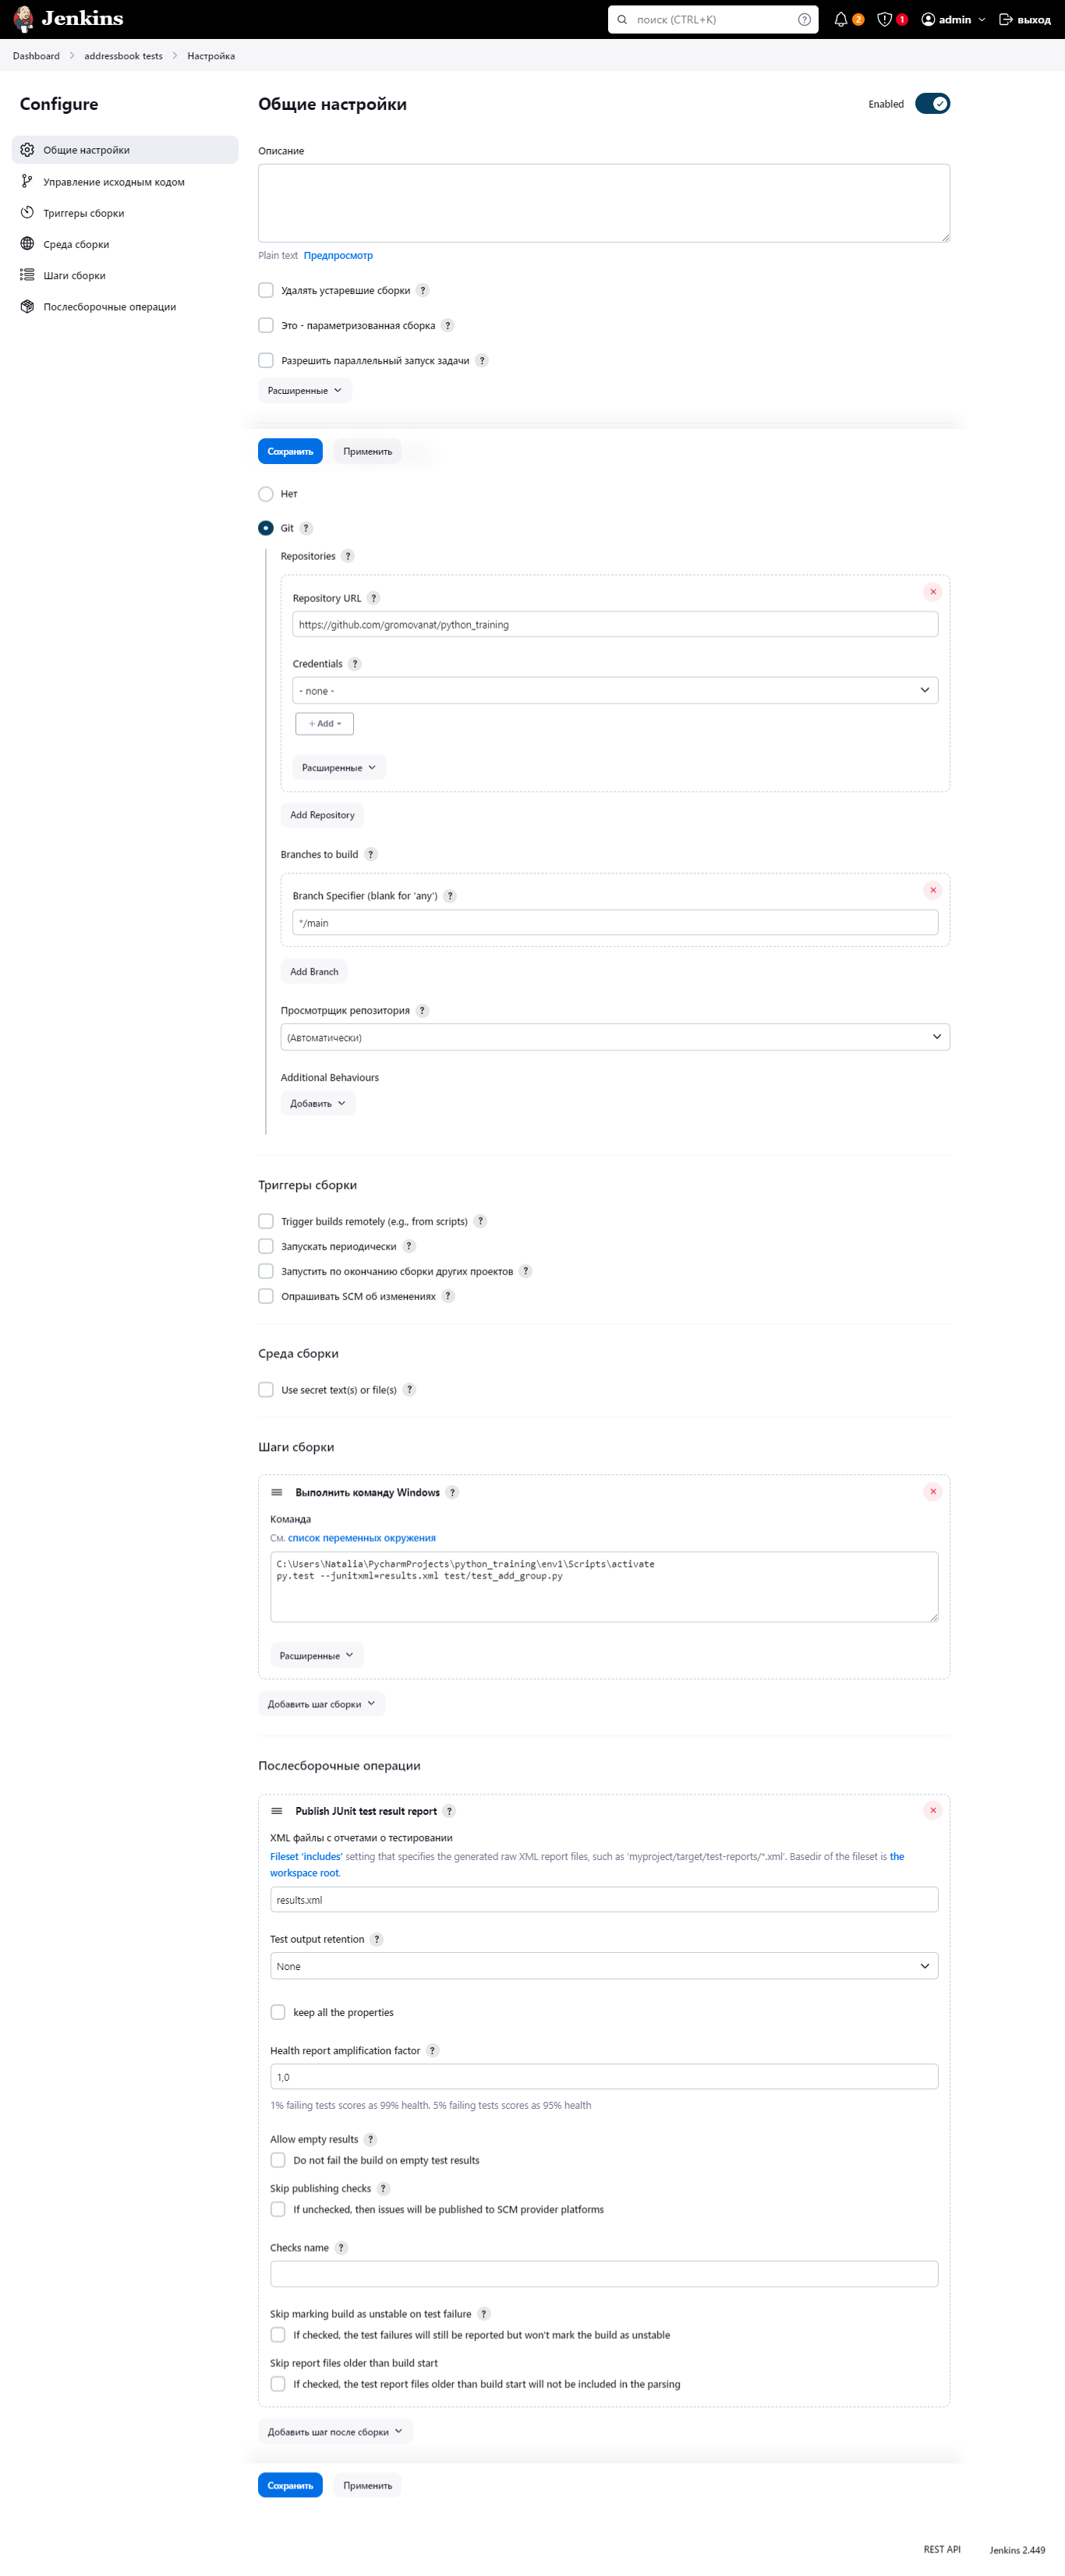 Jenkins
поиск (CTRL+K)
2
1
admin
выход
Dashboard
addressbook tests
Настройка
Configure
Общие настройки
Управление исходным кодом
Триггеры сборки
Среда сборки
Шаги сборки
Послесборочные операции
Общие настройки
Enabled
Описание
Plain text Предпросмотр
Удалять устаревшие сборки ?
Это - параметризованная сборка ?
Разрешить параллельный запуск задачи ?
Расширенные
Сохранить
Применить
Нет
Git ?
Repositories ?
Repository URL ?
https://github.com/gromovanat/python_training
Credentials ?
- none -
+ Add
Расширенные
Add Repository
Branches to build ?
Branch Specifier (blank for 'any') ?
*/main
Add Branch
Просмотрщик репозитория ?
(Автоматически)
Additional Behaviours
Добавить
Триггеры сборки
Trigger builds remotely (e.g., from scripts) ?
Запускать периодически ?
Запустить по окончанию сборки других проектов ?
Опрашивать SCM об изменениях ?
Среда сборки
Use secret text(s) or file(s) ?
Шаги сборки
Выполнить команду Windows ?
Команда
См. список переменных окружения
C:\Users\Natalia\PycharmProjects\python_training\env1\Scripts\activate
py.test --junitxml=results.xml test/test_add_group.py
Расширенные
Добавить шаг сборки
Послесборочные операции
Publish JUnit test result report ?
XML файлы с отчетами о тестировании
Fileset 'includes' setting that specifies the generated raw XML report files, such as 'myproject/target/test-reports/*.xml'. Basedir of the fileset is the
workspace root.
results.xml
Test output retention ?
None
keep all the properties
Health report amplification factor ?
1,0
1% failing tests scores as 99% health. 5% failing tests scores as 95% health
Allow empty results ?
Do not fail the build on empty test results
Skip publishing checks ?
If unchecked, then issues will be published to SCM provider platforms
Checks name ?
Skip marking build as unstable on test failure ?
If checked, the test failures will still be reported but won't mark the build as unstable
Skip report files older than build start
If checked, the test report files older than build start will not be included in the parsing
Добавить шаг после сборки
Сохранить
Применить
REST API
Jenkins 2.449